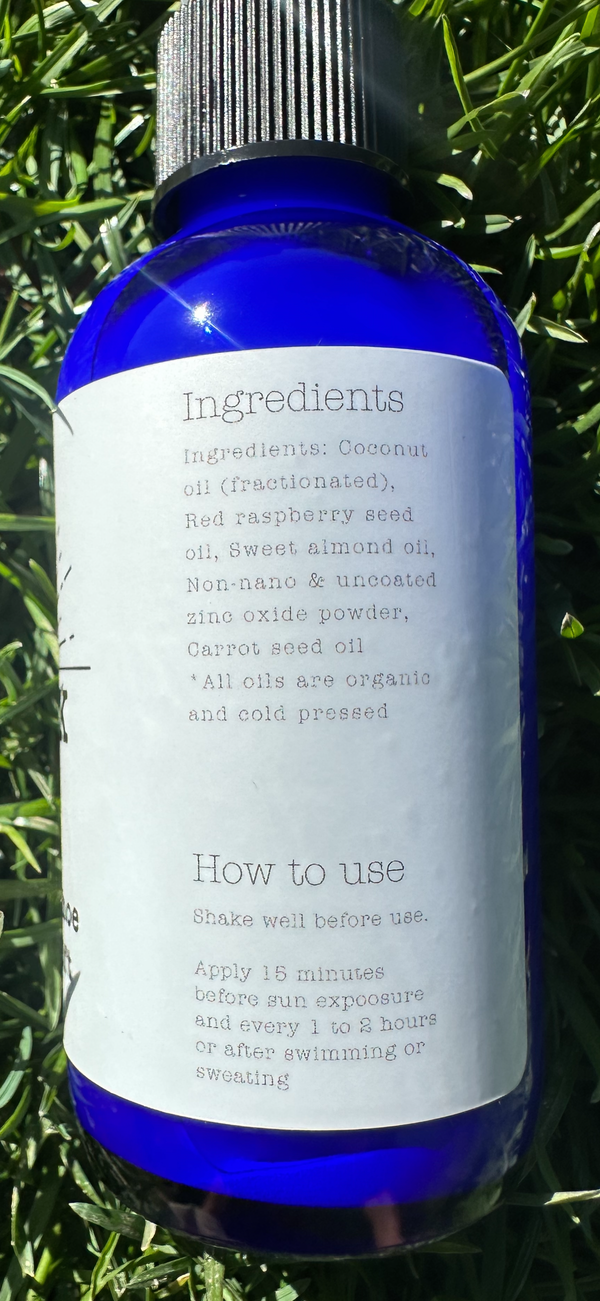 Ingredients
Ingredients: Coconut
oil (fractionated),
Red raspberry seed
oil, Sweet almond oil,
Non-nano & uncoated
zinc oxide powder,
Carrot seed oil
*All oils are organic
and cold pressed
How to use
Shake well before use.
Apply 15 minutes
before sun expoosure
and every 1 to 2 hours
or after swimming or
sweating